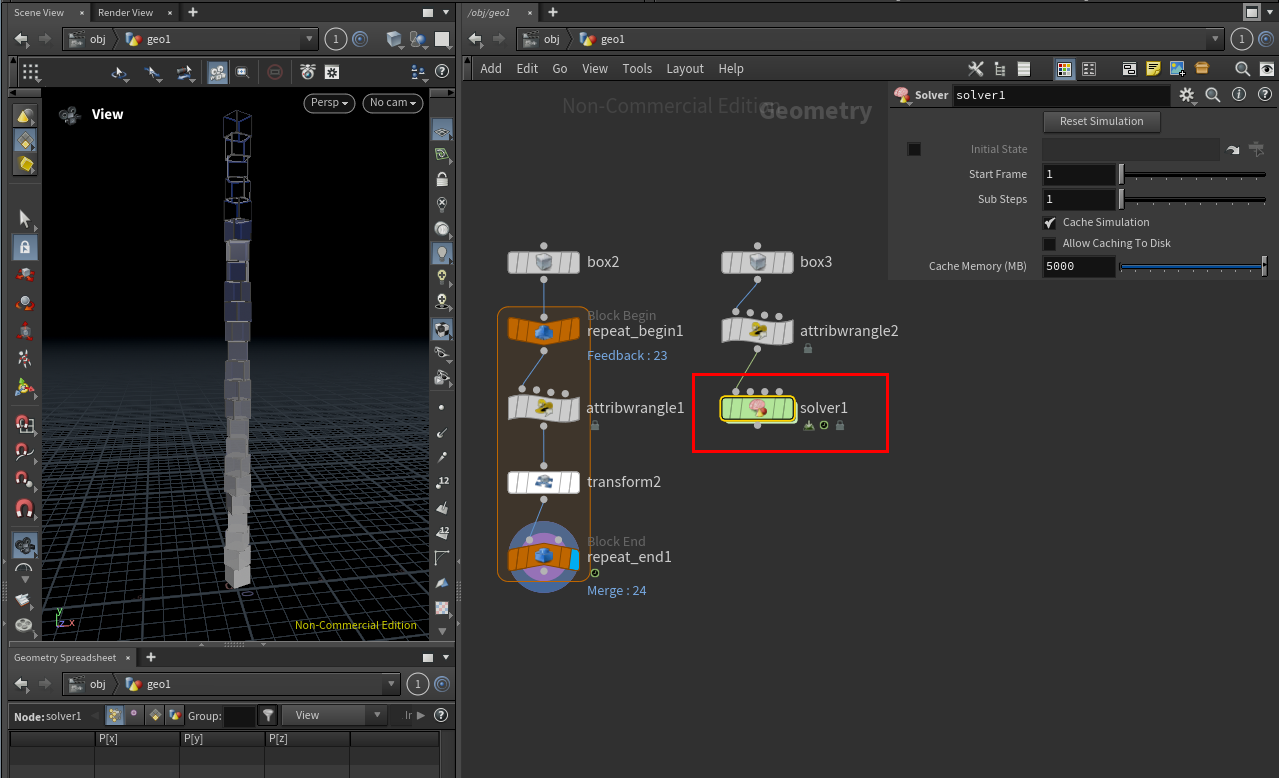 Scene View × Render View × +
obj geo1 1
View
Persp No cam
12
12
y
z x
Non-Commercial Edition
Geometry Spreadsheet × +
obj geo1 1
Node: solver1 Group: View
P[x] P[y] P[z]
/obj/geo1 × +
obj geo1 1
Add Edit Go View Tools Layout Help
Non-Commercial Edition
Geometry
Solver solver1
Reset Simulation
Initial State
Start Frame 1
Sub Steps 1
Cache Simulation
Allow Caching To Disk
Cache Memory (MB) 5000
box2
box3
Block Begin
repeat_begin1
Feedback : 23
attribwrangle2
attribwrangle1
solver1
transform2
Block End
repeat_end1
Merge : 24